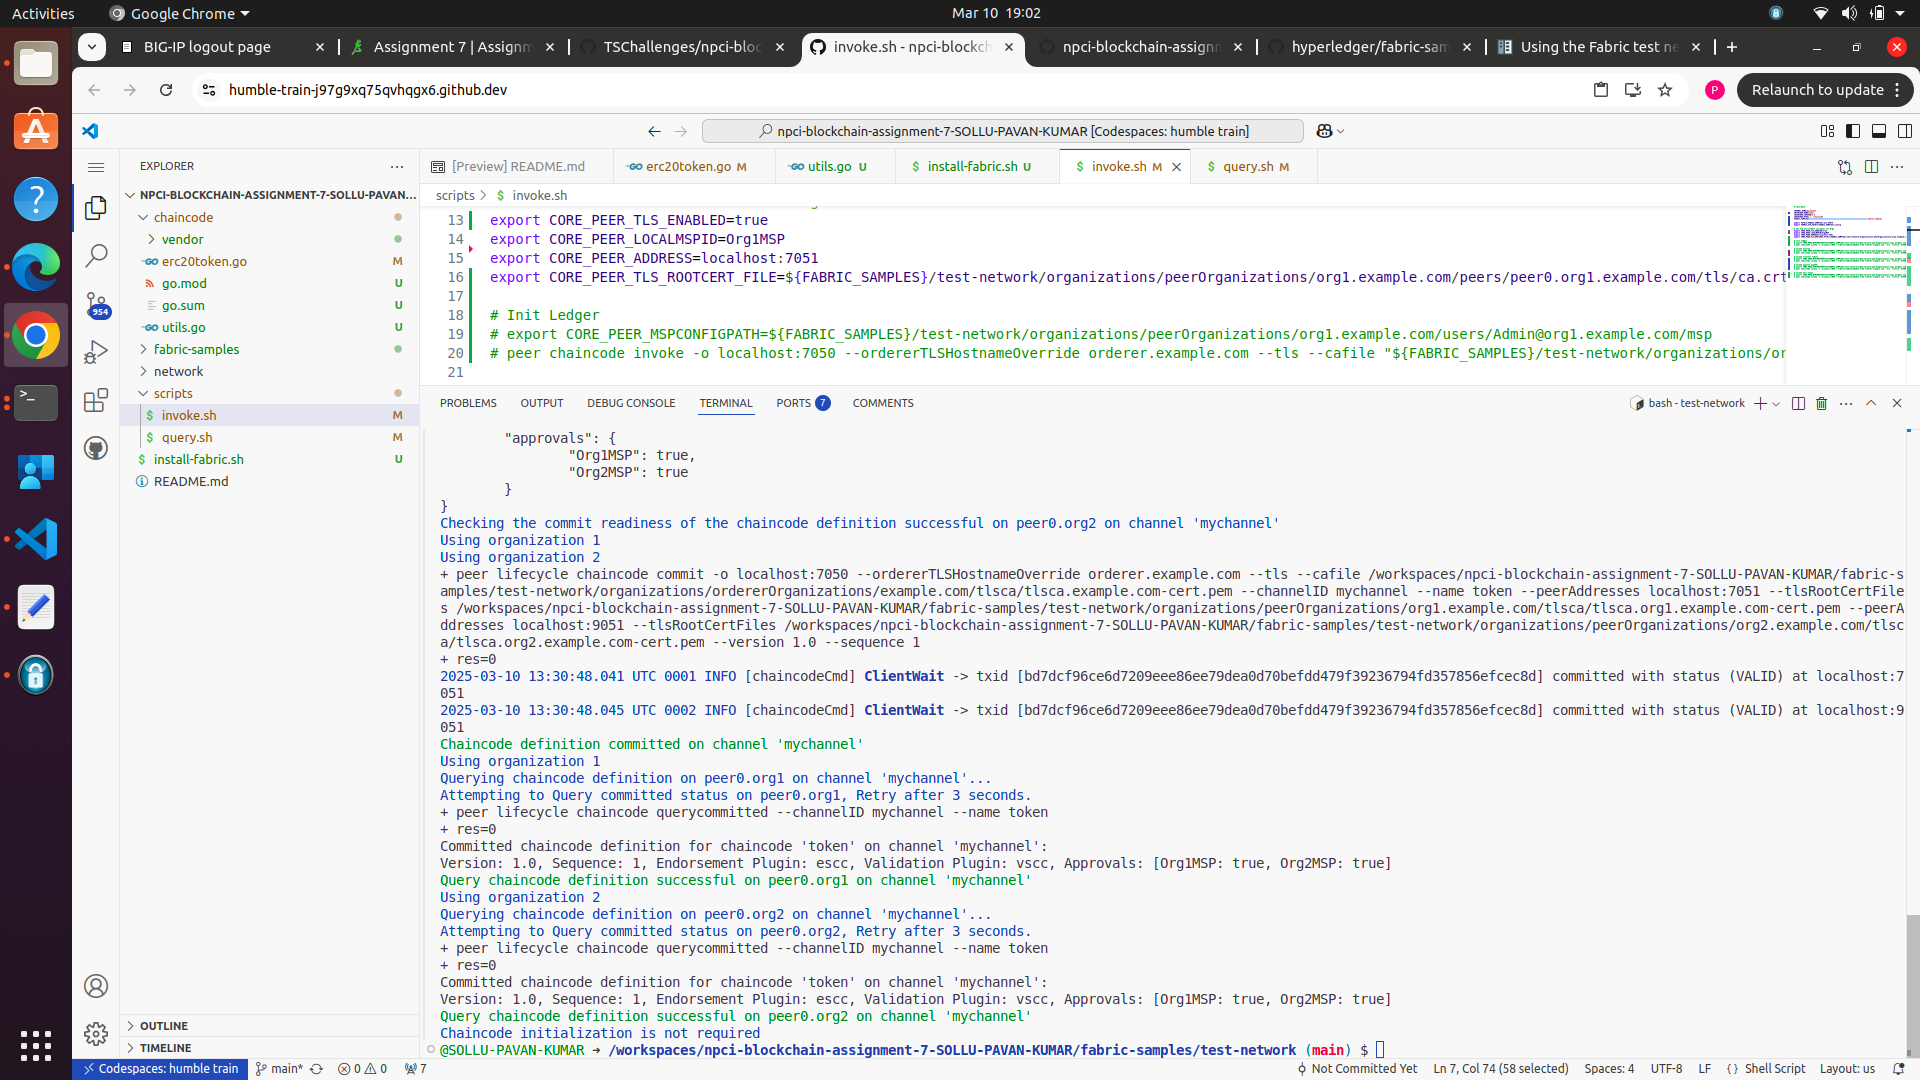 Activities
Google Chrome
Mar 10 19:02
BIG-IP logout page
Assignment 7 | Assignm
TSChallenges/npci-bloc
invoke.sh - npci-blockch
npci-blockchain-assignm
hyperledger/fabric-sam
Using the Fabric test ne
humble-train-j97g9xq75qvhqgx6.github.dev
P
Relaunch to update
npci-blockchain-assignment-7-SOLLU-PAVAN-KUMAR [Codespaces: humble train]
EXPLORER
[Preview] README.md
erc20token.go M
utils.go U
install-fabric.sh U
invoke.sh M
query.sh M
scripts > $ invoke.sh
NPCI-BLOCKCHAIN-ASSIGNMENT-7-SOLLU-PAVAN...
chaincode
vendor
erc20token.go M
go.mod U
go.sum U
utils.go U
fabric-samples
network
scripts
$ invoke.sh M
$ query.sh M
$ install-fabric.sh U
README.md
954
OUTLINE
TIMELINE
13 export CORE_PEER_TLS_ENABLED=true
14 export CORE_PEER_LOCALMSPID=Org1MSP
15 export CORE_PEER_ADDRESS=localhost:7051
16 export CORE_PEER_TLS_ROOTCERT_FILE=${FABRIC_SAMPLES}/test-network/organizations/peerOrganizations/org1.example.com/peers/peer0.org1.example.com/tls/ca.crt
17
18 # Init Ledger
19 # export CORE_PEER_MSPCONFIGPATH=${FABRIC_SAMPLES}/test-network/organizations/peerOrganizations/org1.example.com/users/Admin@org1.example.com/msp
20 # peer chaincode invoke -o localhost:7050 --ordererTLSHostnameOverride orderer.example.com --tls --cafile "${FABRIC_SAMPLES}/test-network/organizations/or
21
PROBLEMS OUTPUT DEBUG CONSOLE TERMINAL PORTS 7 COMMENTS
bash - test-network
"approvals": {
"Org1MSP": true,
"Org2MSP": true
}
}
Checking the commit readiness of the chaincode definition successful on peer0.org2 on channel 'mychannel'
Using organization 1
Using organization 2
+ peer lifecycle chaincode commit -o localhost:7050 --ordererTLSHostnameOverride orderer.example.com --tls --cafile /workspaces/npci-blockchain-assignment-7-SOLLU-PAVAN-KUMAR/fabric-s
amples/test-network/organizations/ordererOrganizations/example.com/tlsca/tlsca.example.com-cert.pem --channelID mychannel --name token --peerAddresses localhost:7051 --tlsRootCertFile
s /workspaces/npci-blockchain-assignment-7-SOLLU-PAVAN-KUMAR/fabric-samples/test-network/organizations/peerOrganizations/org1.example.com/tlsca/tlsca.org1.example.com-cert.pem --peerA
ddresses localhost:9051 --tlsRootCertFiles /workspaces/npci-blockchain-assignment-7-SOLLU-PAVAN-KUMAR/fabric-samples/test-network/organizations/peerOrganizations/org2.example.com/tlsc
a/tlsca.org2.example.com-cert.pem --version 1.0 --sequence 1
+ res=0
2025-03-10 13:30:48.041 UTC 0001 INFO [chaincodeCmd] ClientWait -> txid [bd7dcf96ce6d7209eee86ee79dea0d70befdd479f39236794fd357856efcec8d] committed with status (VALID) at localhost:7
051
2025-03-10 13:30:48.045 UTC 0002 INFO [chaincodeCmd] ClientWait -> txid [bd7dcf96ce6d7209eee86ee79dea0d70befdd479f39236794fd357856efcec8d] committed with status (VALID) at localhost:9
051
Chaincode definition committed on channel 'mychannel'
Using organization 1
Querying chaincode definition on peer0.org1 on channel 'mychannel'...
Attempting to Query committed status on peer0.org1, Retry after 3 seconds.
+ peer lifecycle chaincode querycommitted --channelID mychannel --name token
+ res=0
Committed chaincode definition for chaincode 'token' on channel 'mychannel':
Version: 1.0, Sequence: 1, Endorsement Plugin: escc, Validation Plugin: vscc, Approvals: [Org1MSP: true, Org2MSP: true]
Query chaincode definition successful on peer0.org1 on channel 'mychannel'
Using organization 2
Querying chaincode definition on peer0.org2 on channel 'mychannel'...
Attempting to Query committed status on peer0.org2, Retry after 3 seconds.
+ peer lifecycle chaincode querycommitted --channelID mychannel --name token
+ res=0
Committed chaincode definition for chaincode 'token' on channel 'mychannel':
Version: 1.0, Sequence: 1, Endorsement Plugin: escc, Validation Plugin: vscc, Approvals: [Org1MSP: true, Org2MSP: true]
Query chaincode definition successful on peer0.org2 on channel 'mychannel'
Chaincode initialization is not required
@SOLLU-PAVAN-KUMAR ➜ /workspaces/npci-blockchain-assignment-7-SOLLU-PAVAN-KUMAR/fabric-samples/test-network (main) $
Codespaces: humble train
main*
0 0
7
Not Committed Yet
Ln 7, Col 74 (58 selected)
Spaces: 4
UTF-8
LF
{} Shell Script
Layout: us